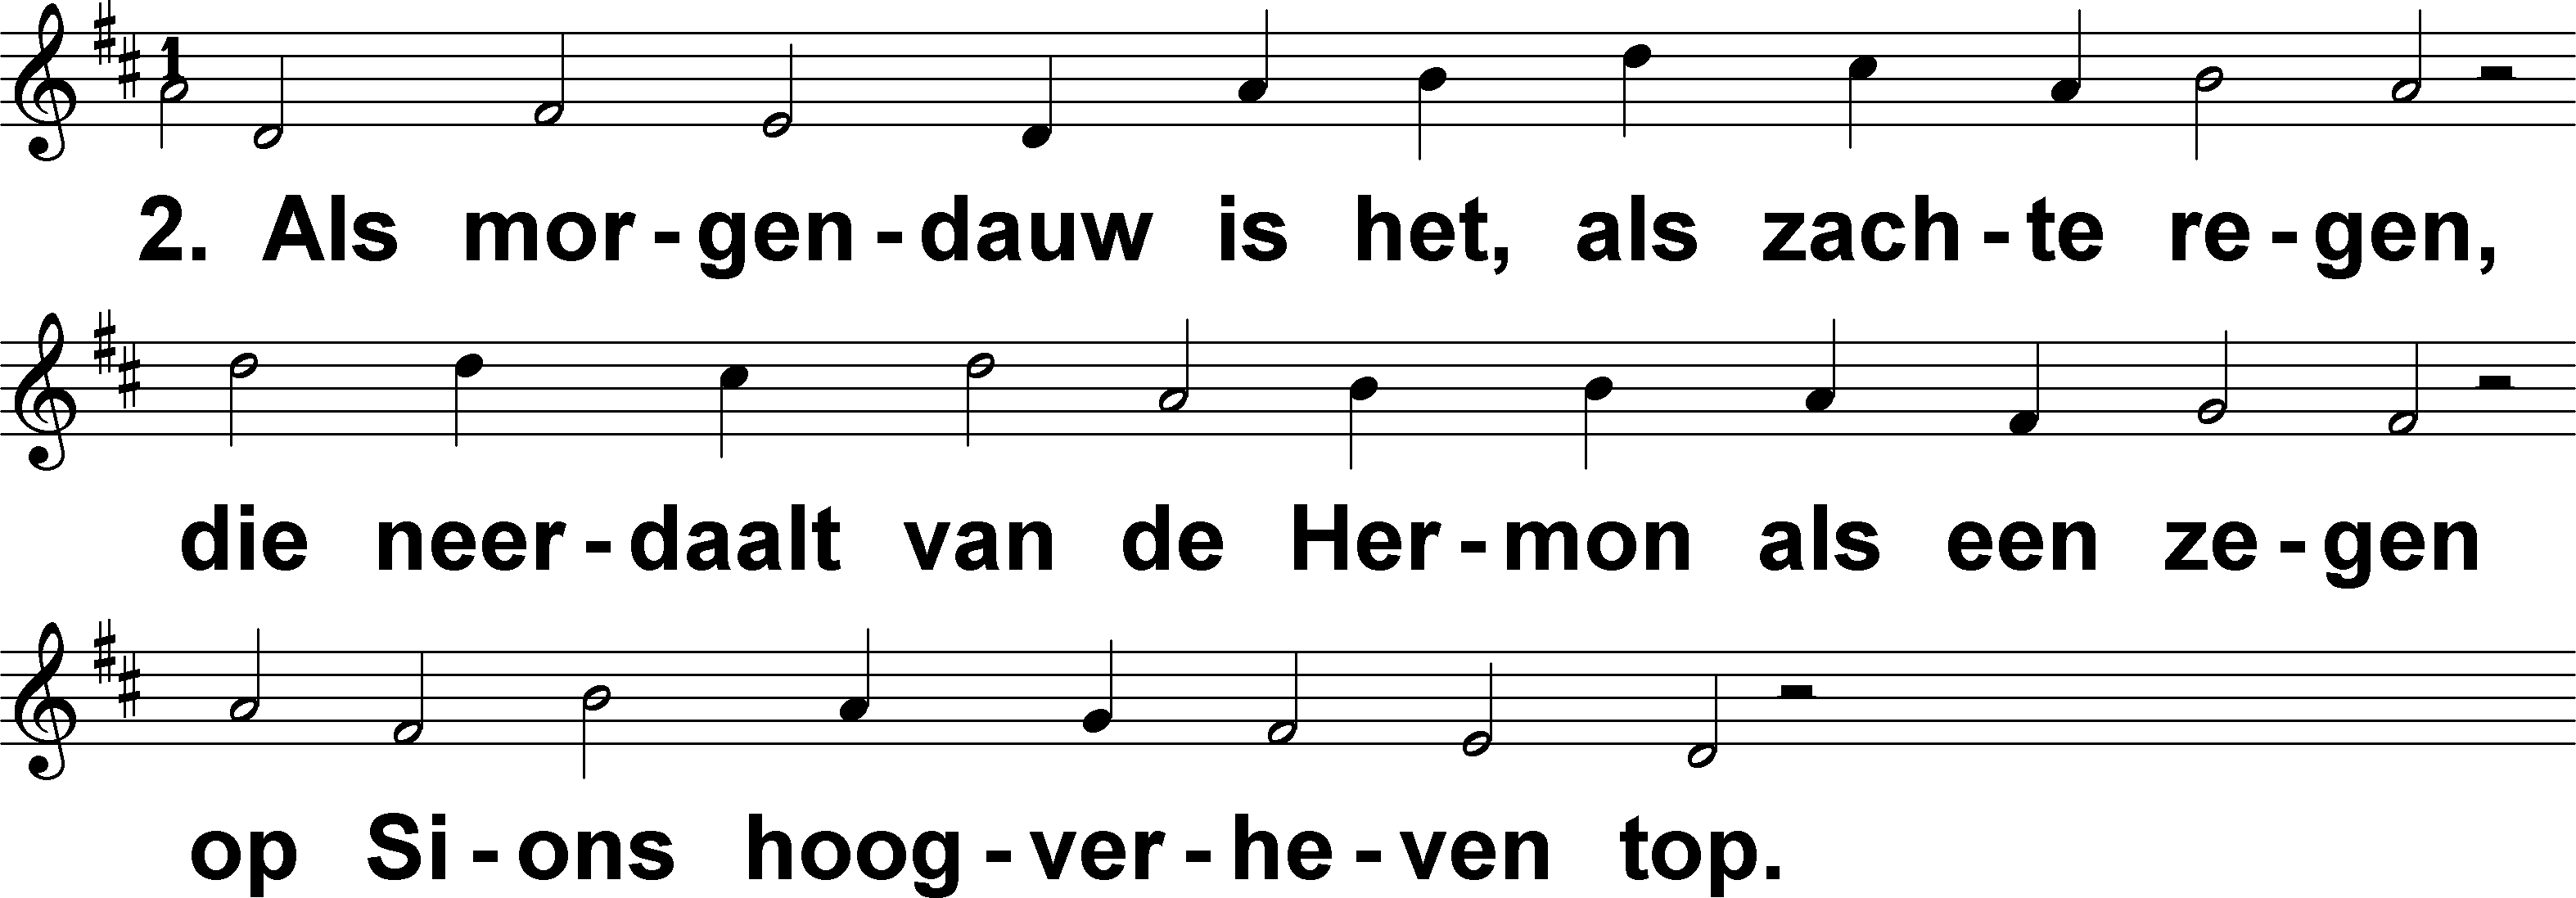 1
2. Als mor-gen-dauw is het, als zach-te re-gen,
die neer-daalt van de Her-mon als een ze-gen
op Si-ons hoog-ver-he-ven top.